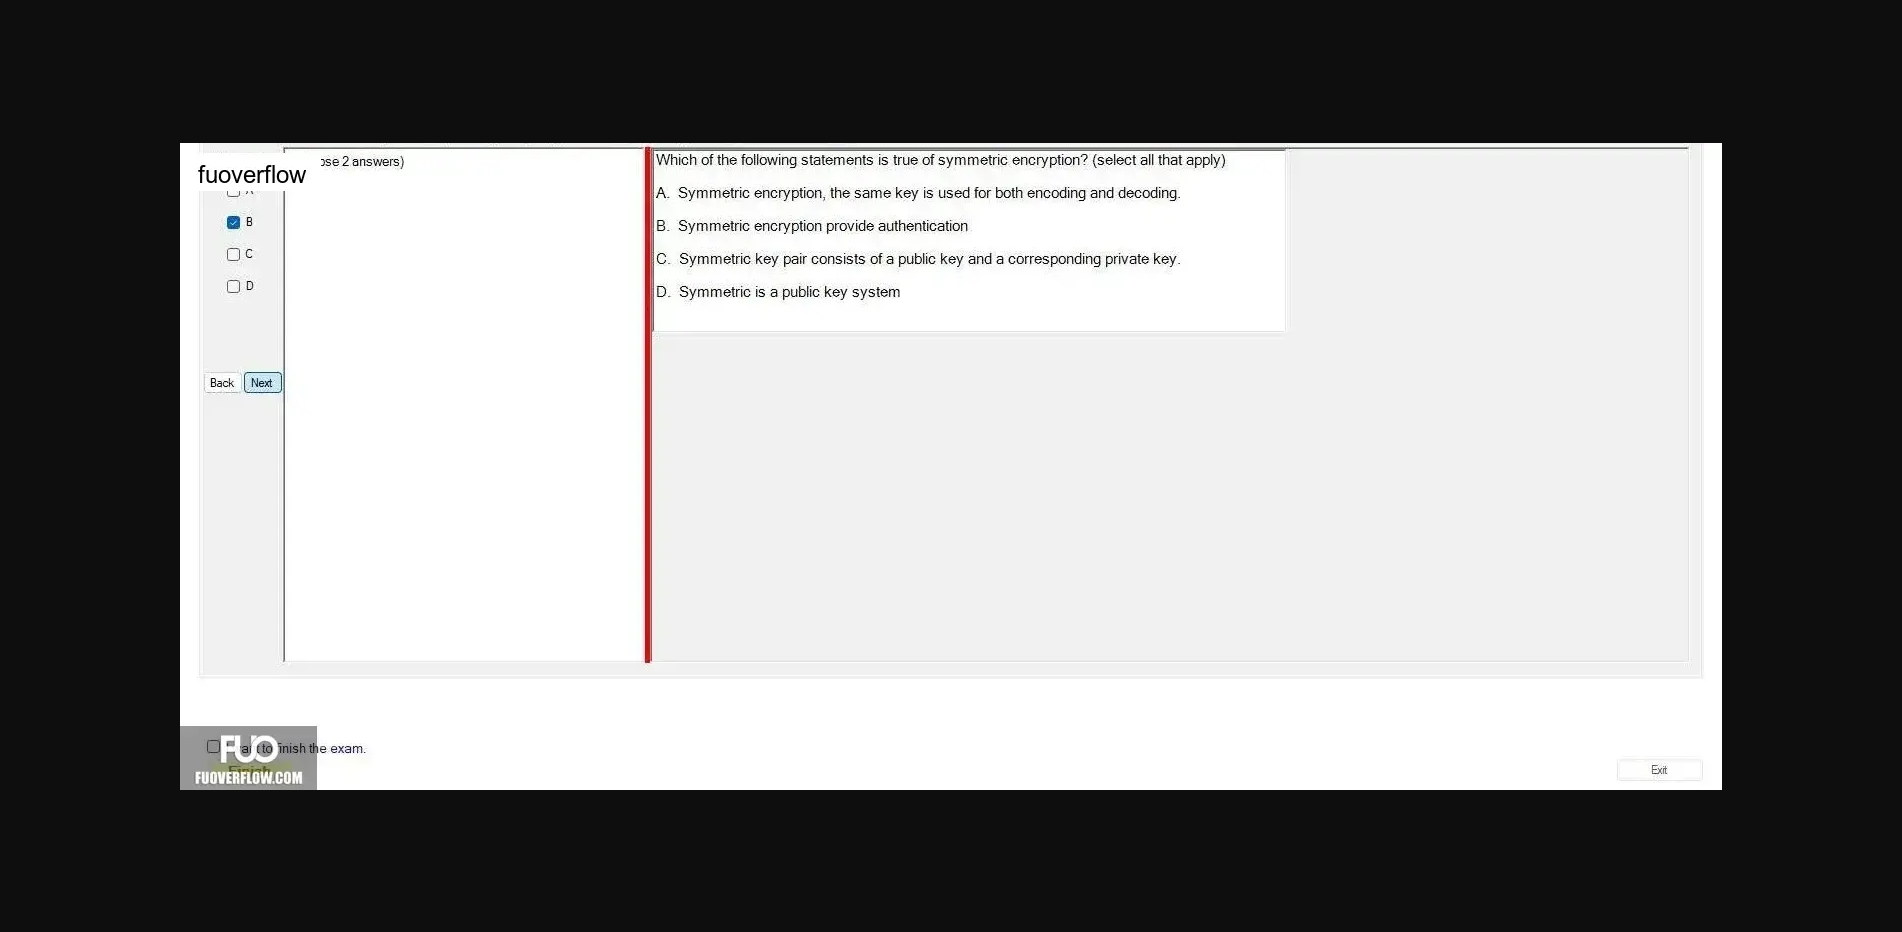 fuoverflow
ose 2 answers)
Which of the following statements is true of symmetric encryption? (select all that apply)
A. Symmetric encryption, the same key is used for both encoding and decoding.
B. Symmetric encryption provide authentication
C. Symmetric key pair consists of a public key and a corresponding private key.
D. Symmetric is a public key system
B
C
D
Back Next
to finish the exam.
FUO
FUOVERFLOW.COM
Exit